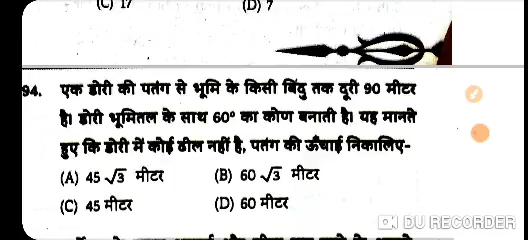 (C) 17 (D) 7
94. एक डोरी की पतंग से भूमि के किसी बिंदु तक दूरी 90 मीटर
है। डोरी भूमितल के साथ 60° का कोण बनाती है। यह मानते
हुए कि डोरी में कोई ढील नहीं है, पतंग की ऊँचाई निकालिए-
(A) 45 √3 मीटर (B) 60 √3 मीटर
(C) 45 मीटर (D) 60 मीटर
DU RECORDER